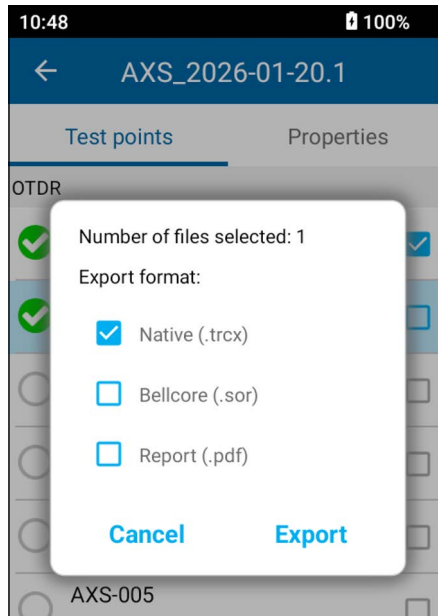 10:48 100%
AXS_2026-01-20.1
Test points Properties
OTDR
Number of files selected: 1
Export format:
Native (.trcx)
Bellcore (.sor)
Report (.pdf)
Cancel Export
AXS-005